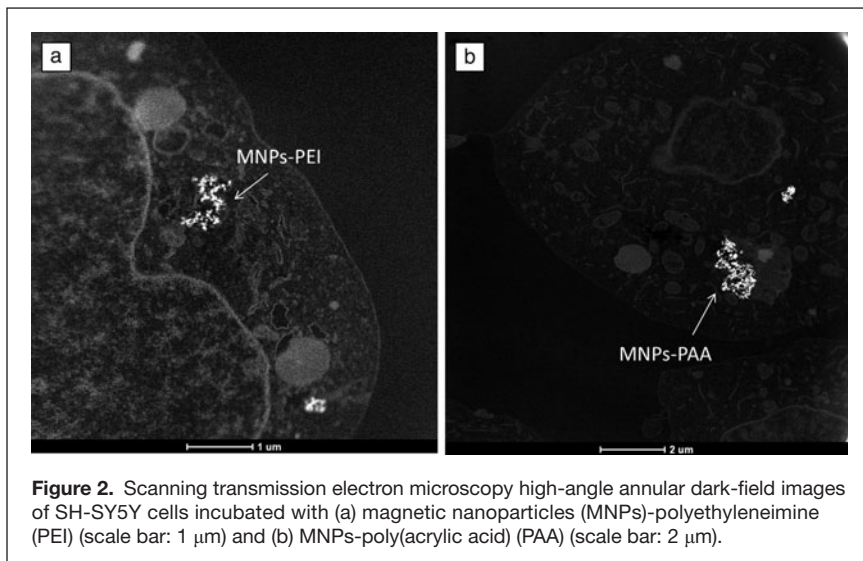 a
MNPs-PEI
1 um
b
MNPs-PAA
2 um
Figure 2. Scanning transmission electron microscopy high-angle annular dark-field images
of SH-SY5Y cells incubated with (a) magnetic nanoparticles (MNPs)-polyethyleneimine
(PEI) (scale bar: 1 μm) and (b) MNPs-poly(acrylic acid) (PAA) (scale bar: 2 μm).